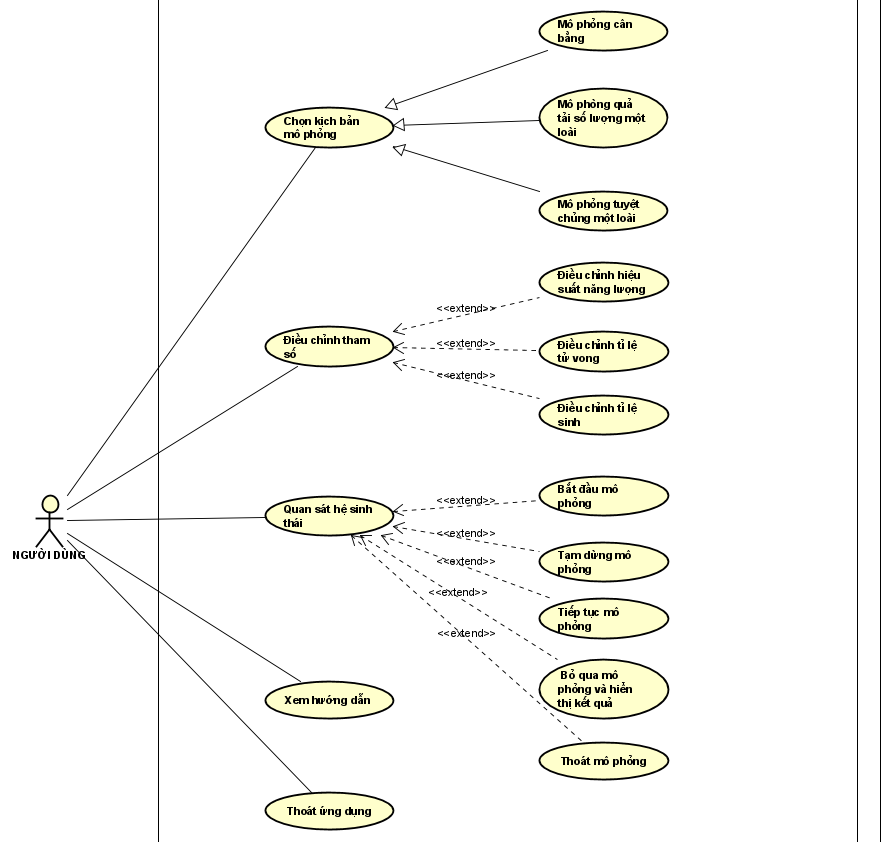 Mô phỏng cân
bằng
Chọn kịch bản
mô phỏng
Mô phỏng quả
tải số lượng một
loài
Mô phỏng tuyệt
chủng một loài
Điều chỉnh tham
số
<<extend>>
<<extend>>
<<extend>>
Điều chỉnh hiệu
suất năng lượng
Điều chỉnh tỉ lệ
tử vong
Điều chỉnh tỉ lệ
sinh
NGƯỜI DÙNG
Quan sát hệ sinh
thái
<<extend>>
<<extend>>
<<extend>>
<<extend>>
<<extend>>
Bắt đầu mô
phỏng
Tạm dừng mô
phỏng
Tiếp tục mô
phỏng
Bỏ qua mô
phỏng và hiển
thị kết quả
Thoát mô phỏng
Xem hướng dẫn
Thoát ứng dụng